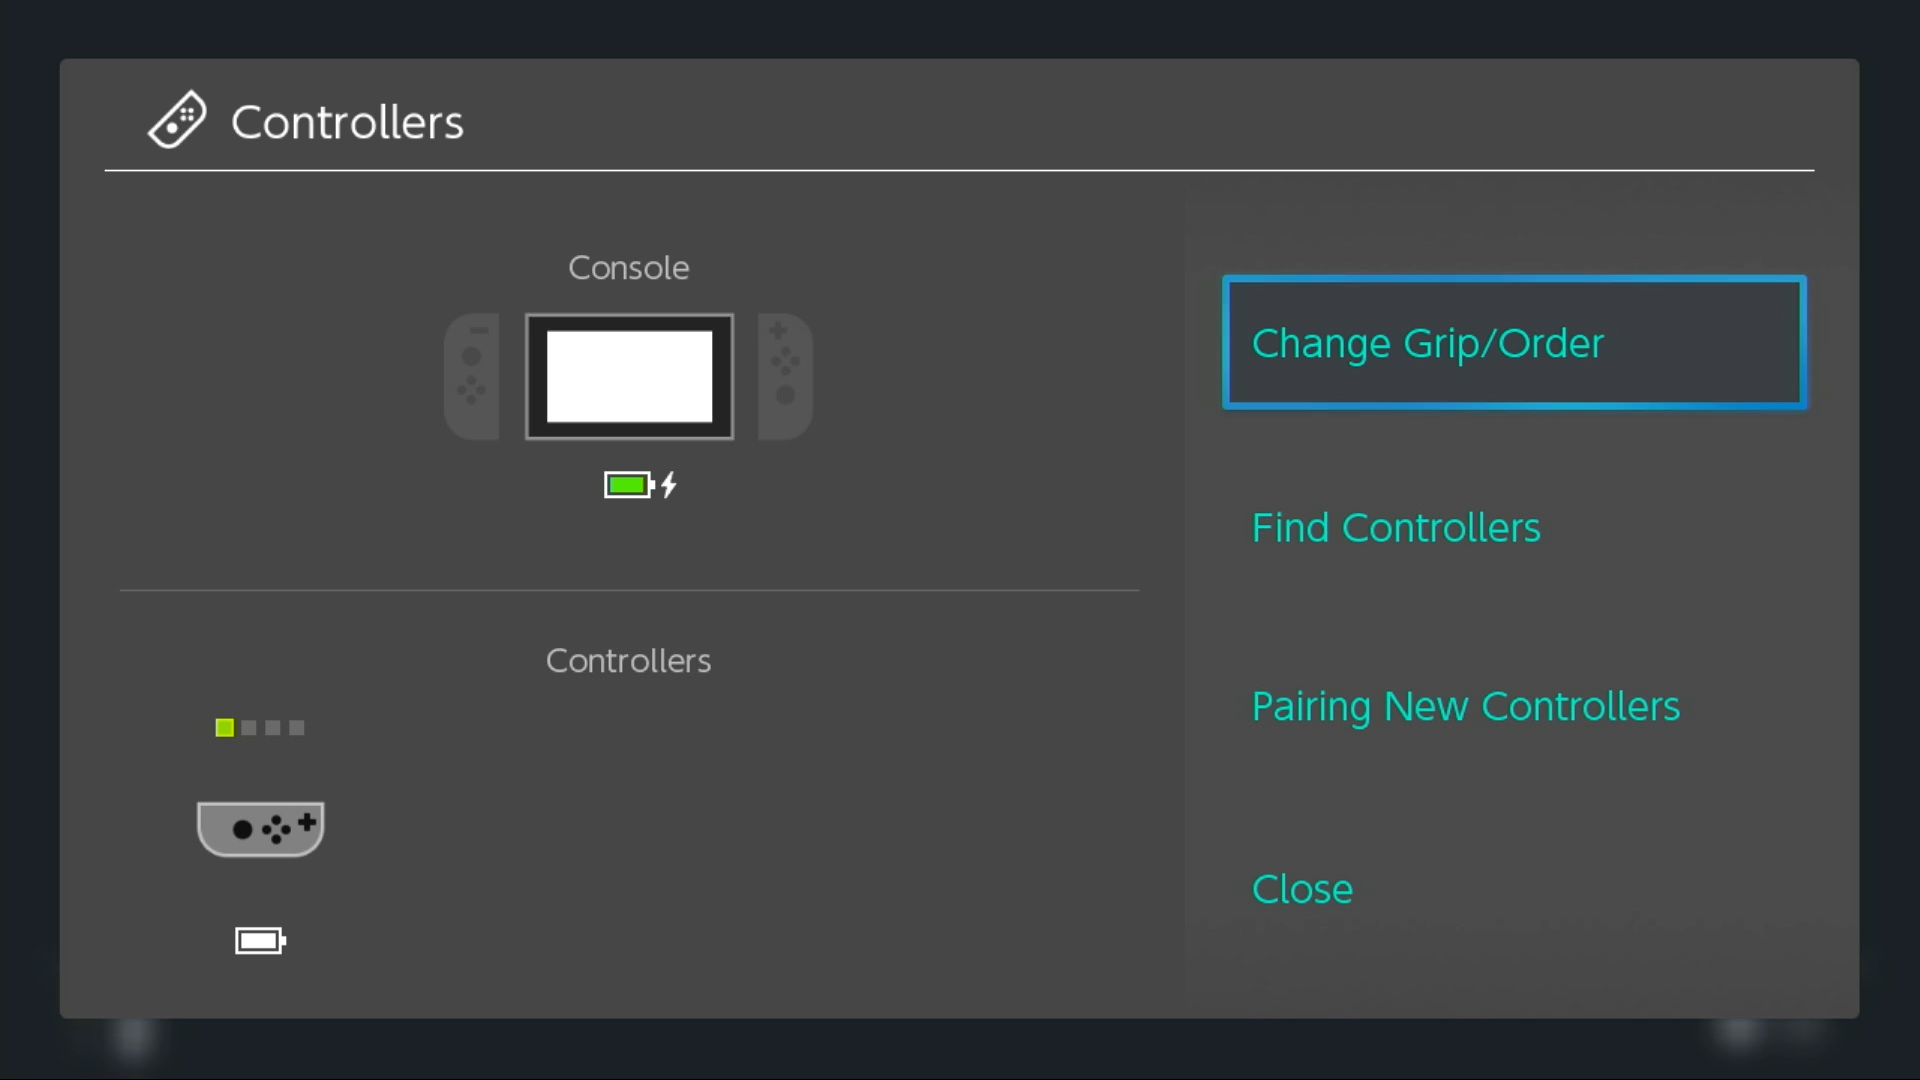 Controllers
Console
Controllers
Change Grip/Order
Find Controllers
Pairing New Controllers
Close